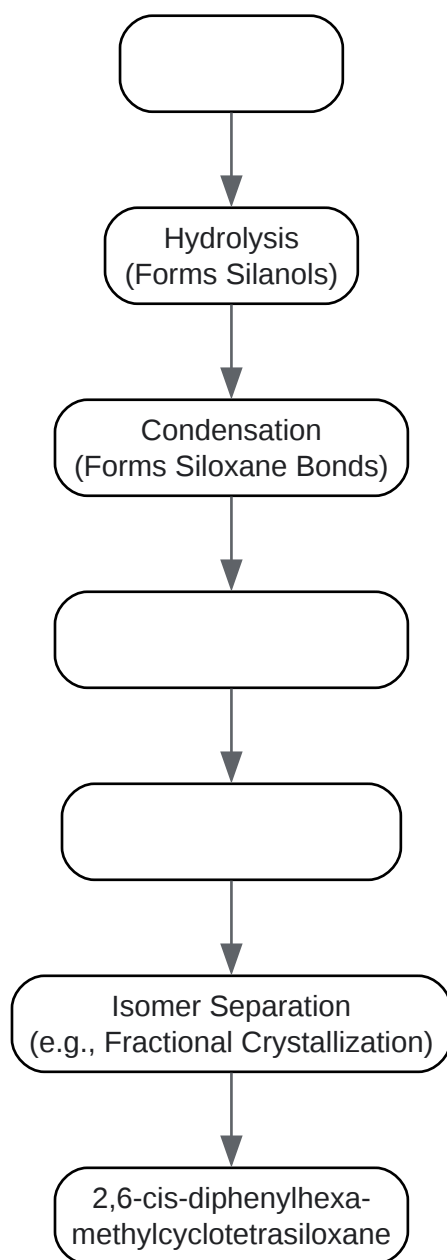 Hydrolysis
(Forms Silanols)
Condensation
(Forms Siloxane Bonds)
Isomer Separation
(e.g., Fractional Crystallization)
2,6-cis-diphenylhexa-
methylcyclotetrasiloxane